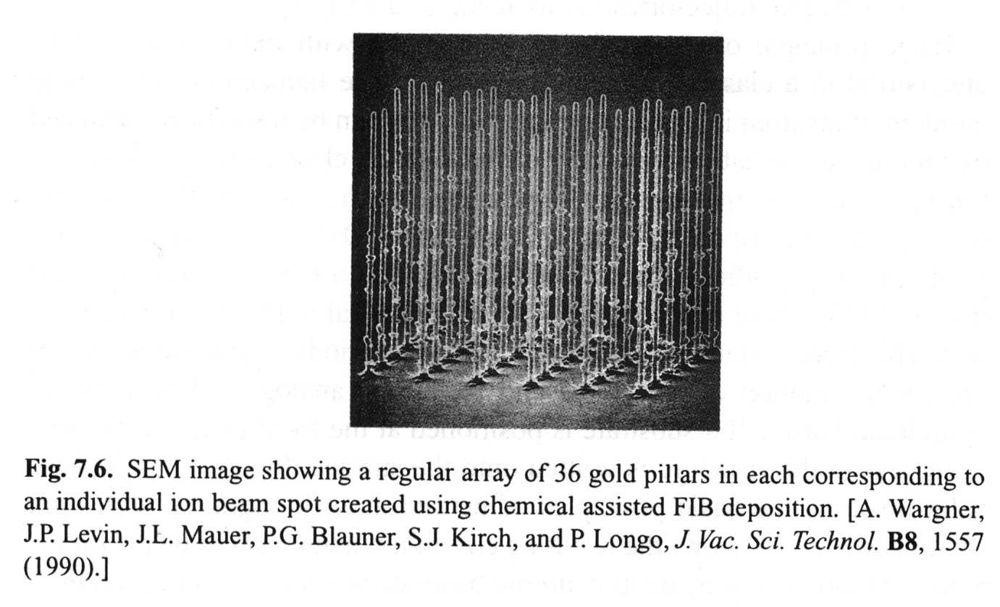 Fig. 7.6. SEM image showing a regular array of 36 gold pillars in each corresponding to
an individual ion beam spot created using chemical assisted FIB deposition. [A. Wargner,
J.P. Levin, J.L. Mauer, P.G. Blauner, S.J. Kirch, and P. Longo, J. Vac. Sci. Technol. B8, 1557
(1990).]